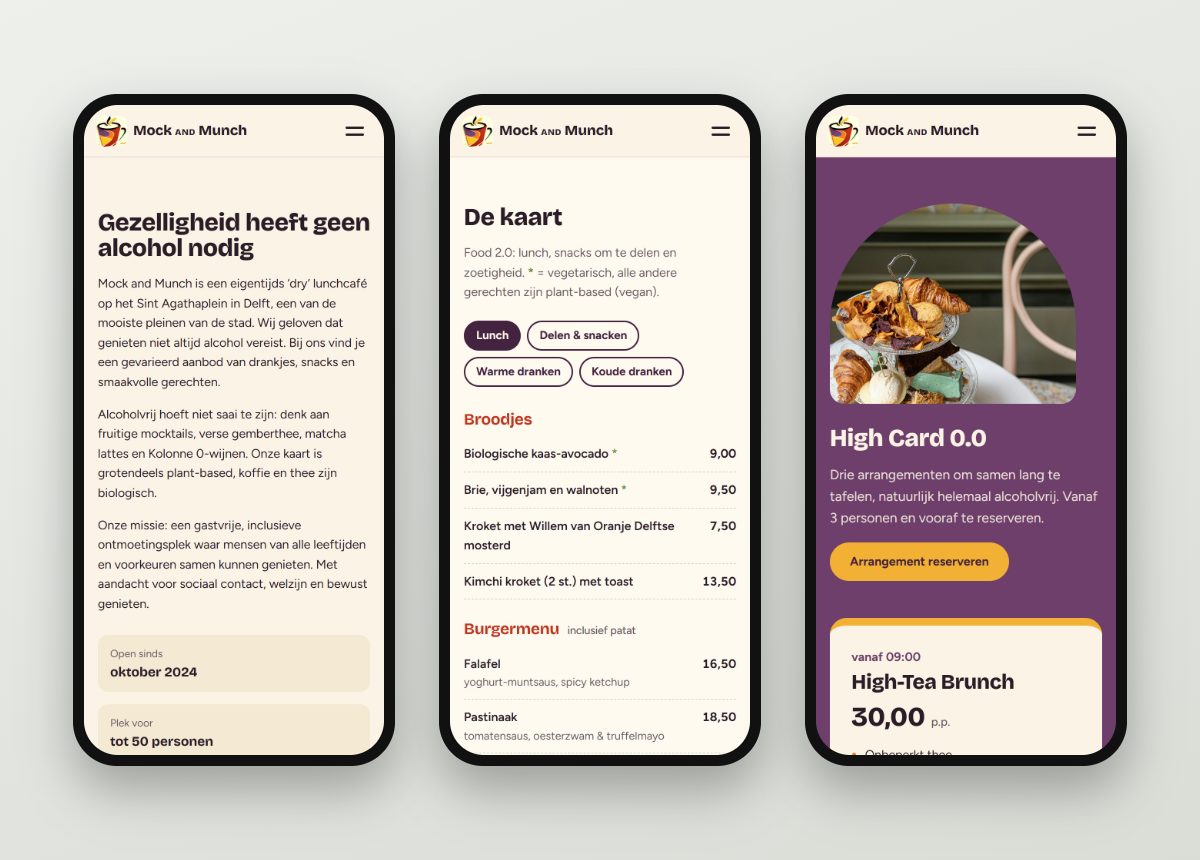 Mock AND Munch
Gezelligheid heeft geen
alcohol nodig
Mock and Munch is een eigentijds ‘dry’ lunchcafé
op het Sint Agathaplein in Delft, een van de
mooiste pleinen van de stad. Wij geloven dat
genieten niet altijd alcohol vereist. Bij ons vind je
een gevarieerd aanbod van drankjes, snacks en
smaakvolle gerechten.
Alcoholvrij hoeft niet saai te zijn: denk aan
fruitige mocktails, verse gemberthee, matcha
lattes en Kolonne 0-wijnen. Onze kaart is
grotendeels plant-based, koffie en thee zijn
biologisch.
Onze missie: een gastvrije, inclusieve
ontmoetingsplek waar mensen van alle leeftijden
en voorkeuren samen kunnen genieten. Met
aandacht voor sociaal contact, welzijn en bewust
genieten.
Open sinds
oktober 2024
Plek voor
tot 50 personen
Mock AND Munch
De kaart
Food 2.0: lunch, snacks om te delen en
zoetigheid. * = vegetarisch, alle andere
gerechten zijn plant-based (vegan).
Lunch Delen & snacken
Warme dranken Koude dranken
Broodjes
Biologische kaas-avocado * 9,00
Brie, vijgenjam en walnoten * 9,50
Kroket met Willem van Oranje Delftse 7,50
mosterd
Kimchi kroket (2 st.) met toast 13,50
Burgermenu inclusief patat
Falafel 16,50
yoghurt-muntsaus, spicy ketchup
Pastinaak 18,50
tomatensaus, oesterzwam & truffelmayo
Mock AND Munch
High Card 0.0
Drie arrangementen om samen lang te
tafelen, natuurlijk helemaal alcoholvrij. Vanaf
3 personen en vooraf te reserveren.
Arrangement reserveren
vanaf 09:00
High-Tea Brunch
30,00 p.p.
Onbeperkt thee